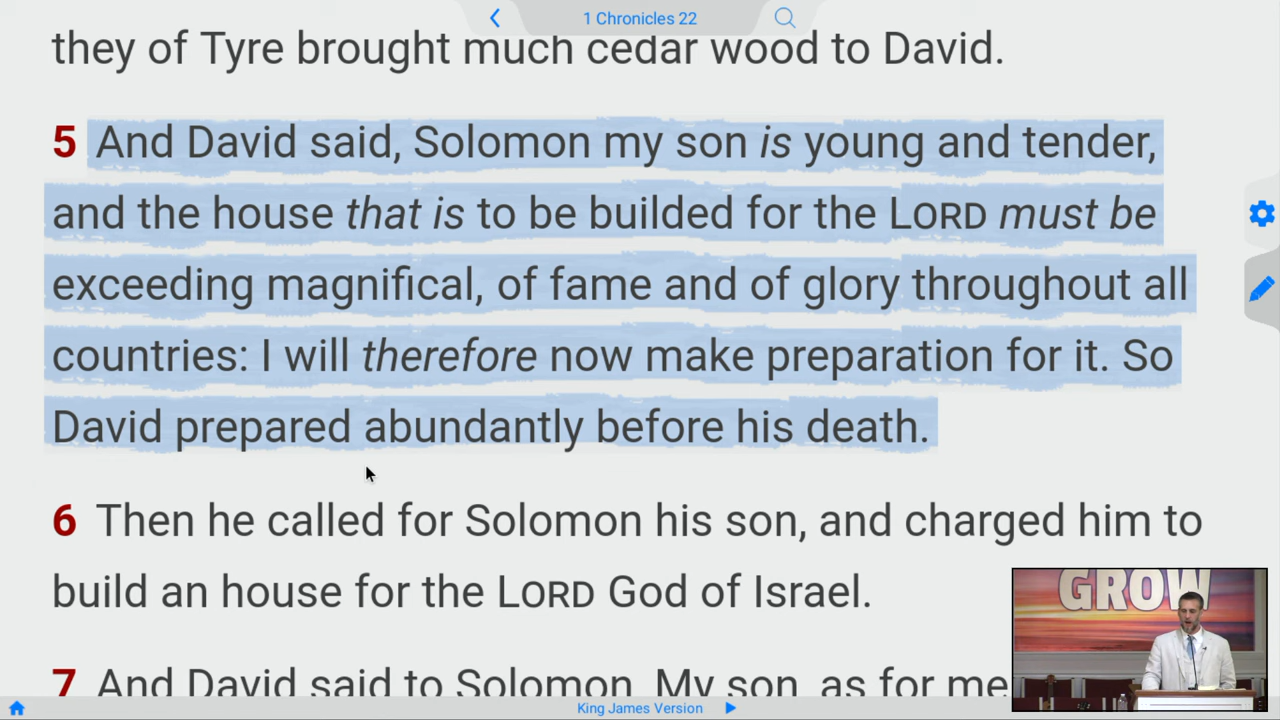 1 Chronicles 22
they of Tyre brought much cedar wood to David.
5 And David said, Solomon my son is young and tender,
and the house that is to be builded for the LORD must be
exceeding magnifical, of fame and of glory throughout all
countries: I will therefore now make preparation for it. So
David prepared abundantly before his death.
6 Then he called for Solomon his son, and charged him to
build an house for the LORD God of Israel.
7 And David said to Solomon, My son, as for me
GROW
King James Version